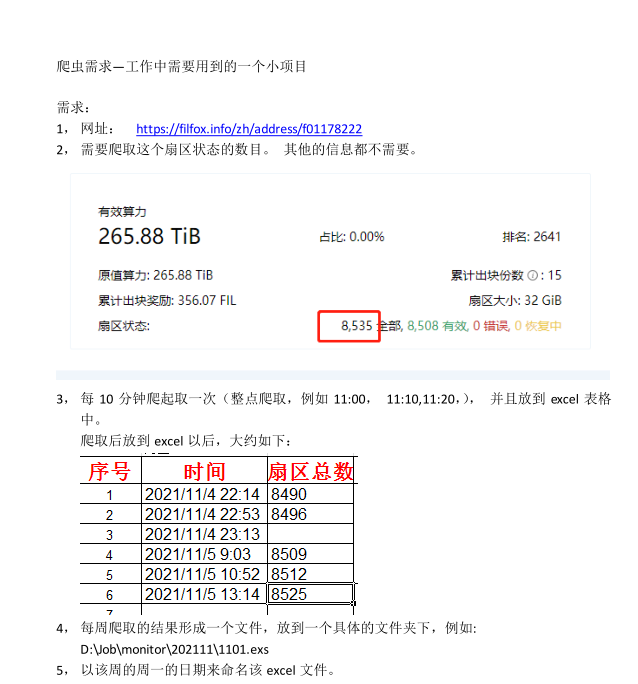 爬虫需求—工作中需要用到的一个小项目
需求：
1， 网址： https://filfox.info/zh/address/f01178222
2， 需要爬取这个扇区状态的数目。 其他的信息都不需要。
有效算力
265.88 TiB 占比: 0.00% 排名: 2641
原值算力: 265.88 TiB 累计出块份数 ⓘ : 15
累计出块奖励: 356.07 FIL 扇区大小: 32 GiB
扇区状态: 8,535 全部, 8,508 有效, 0 错误, 0 恢复中
3， 每 10 分钟爬起取一次（整点爬取，例如 11:00， 11:10,11:20,）， 并且放到 excel 表格
中。
爬取后放到 excel 以后，大约如下：
序号 时间 扇区总数
1 2021/11/4 22:14 8490
2 2021/11/4 22:53 8496
3 2021/11/4 23:13
4 2021/11/5 9:03 8509
5 2021/11/5 10:52 8512
6 2021/11/5 13:14 8525
7
4， 每周爬取的结果形成一个文件，放到一个具体的文件夹下，例如:
D:\Job\monitor\202111\1101.exs
5， 以该周的周一的日期来命名该 excel 文件。